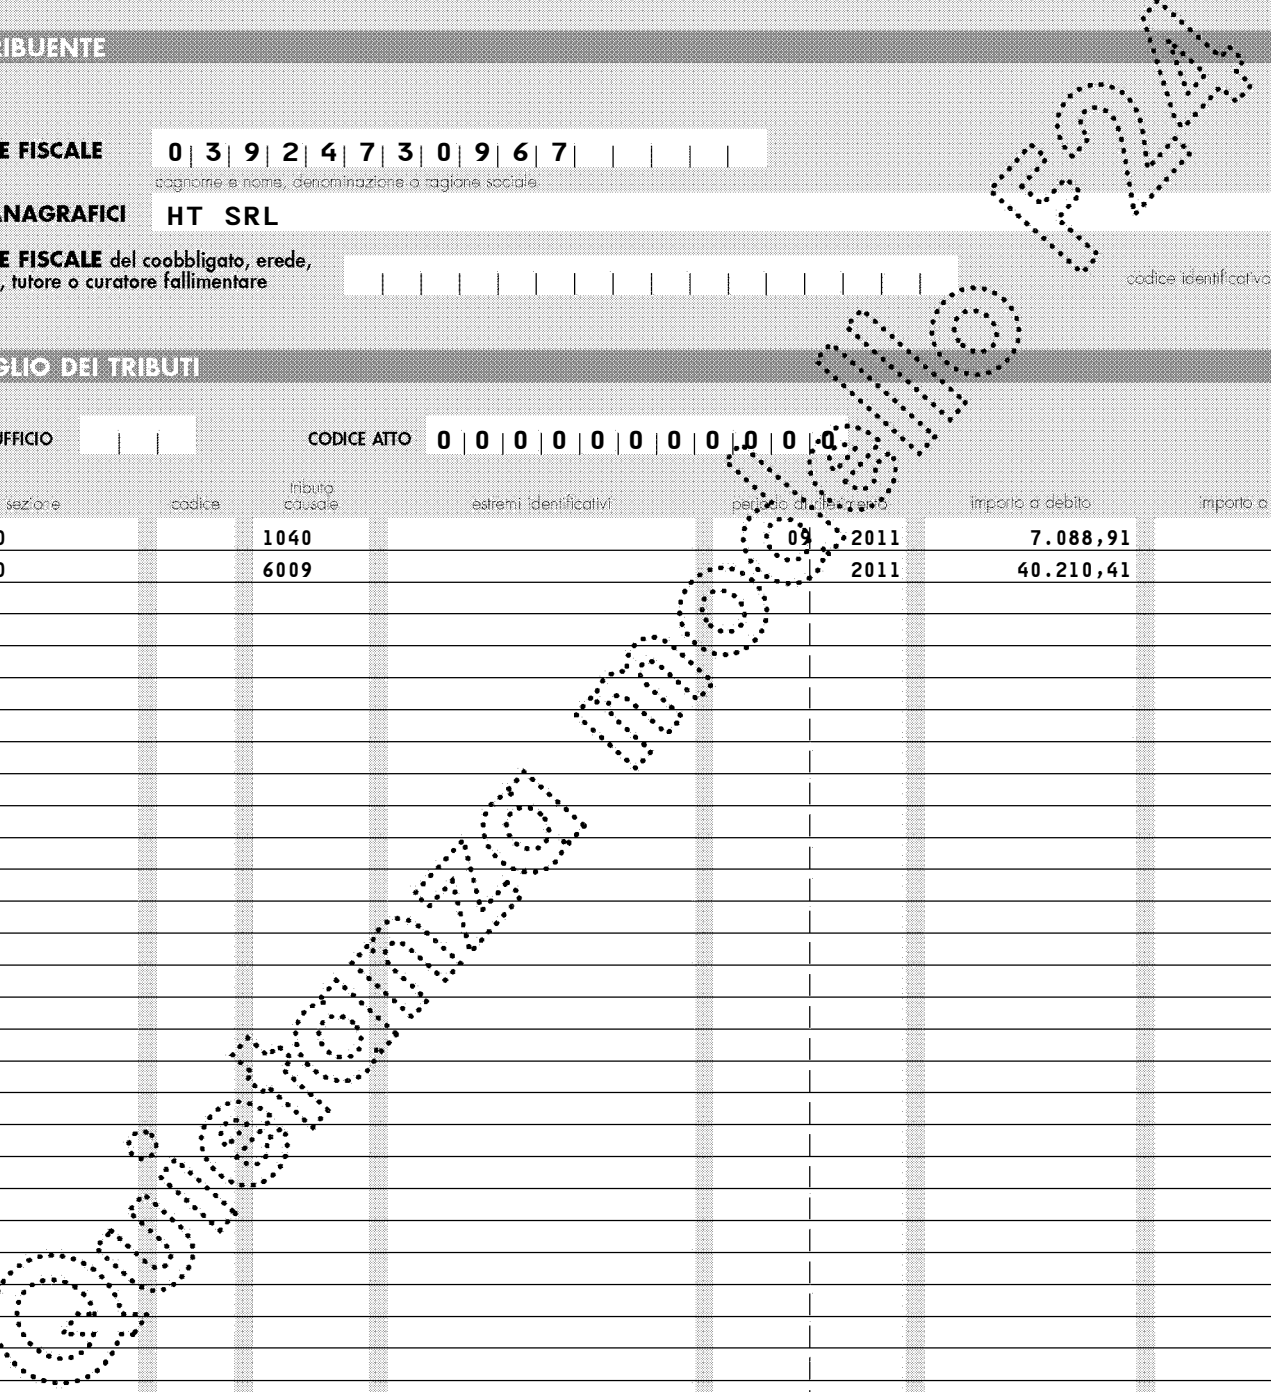 RIBUENTE
E FISCALE 0 3 9 2 4 7 3 0 9 6 7
cognome e nome, denominazione o ragione sociale
ANAGRAFICI HT SRL
E FISCALE del coobbligato, erede,
, tutore o curatore fallimentare
codice identificativo
GLIO DEI TRIBUTI
UFFICIO CODICE ATTO 0 0 0 0 0 0 0 0 0 0 0
tributo
sezione codice causale estremi identificativi periodo di riferimento importo a debito importo a
0 1040 09 2011 7.088,91
0 6009 2011 40.210,41
Quietanza modello F24